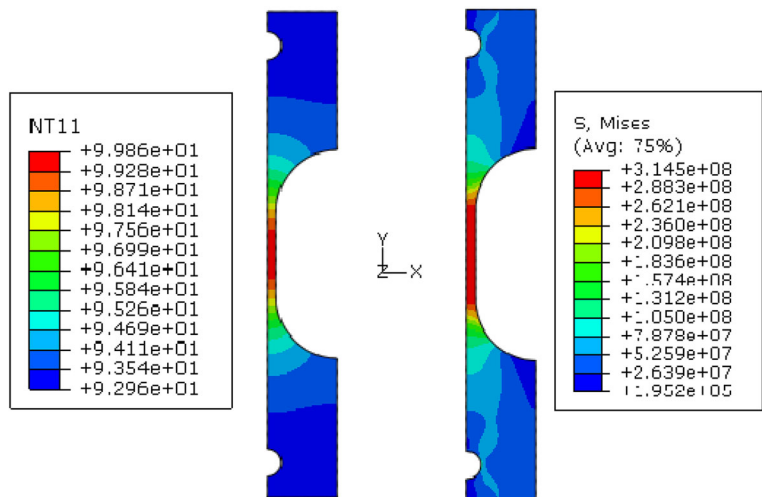 NT11
+9.986e+01
+9.928e+01
+9.871e+01
+9.814e+01
+9.756e+01
+9.699e+01
+9.641e+01
+9.584e+01
+9.526e+01
+9.469e+01
+9.411e+01
+9.354e+01
+9.296e+01
Y
Z X
S, Mises
(Avg: 75%)
+3.145e+08
+2.883e+08
+2.621e+08
+2.360e+08
+2.098e+08
+1.836e+08
+1.574e+08
+1.312e+08
+1.050e+08
+7.878e+07
+5.259e+07
+2.639e+07
+1.952e+05